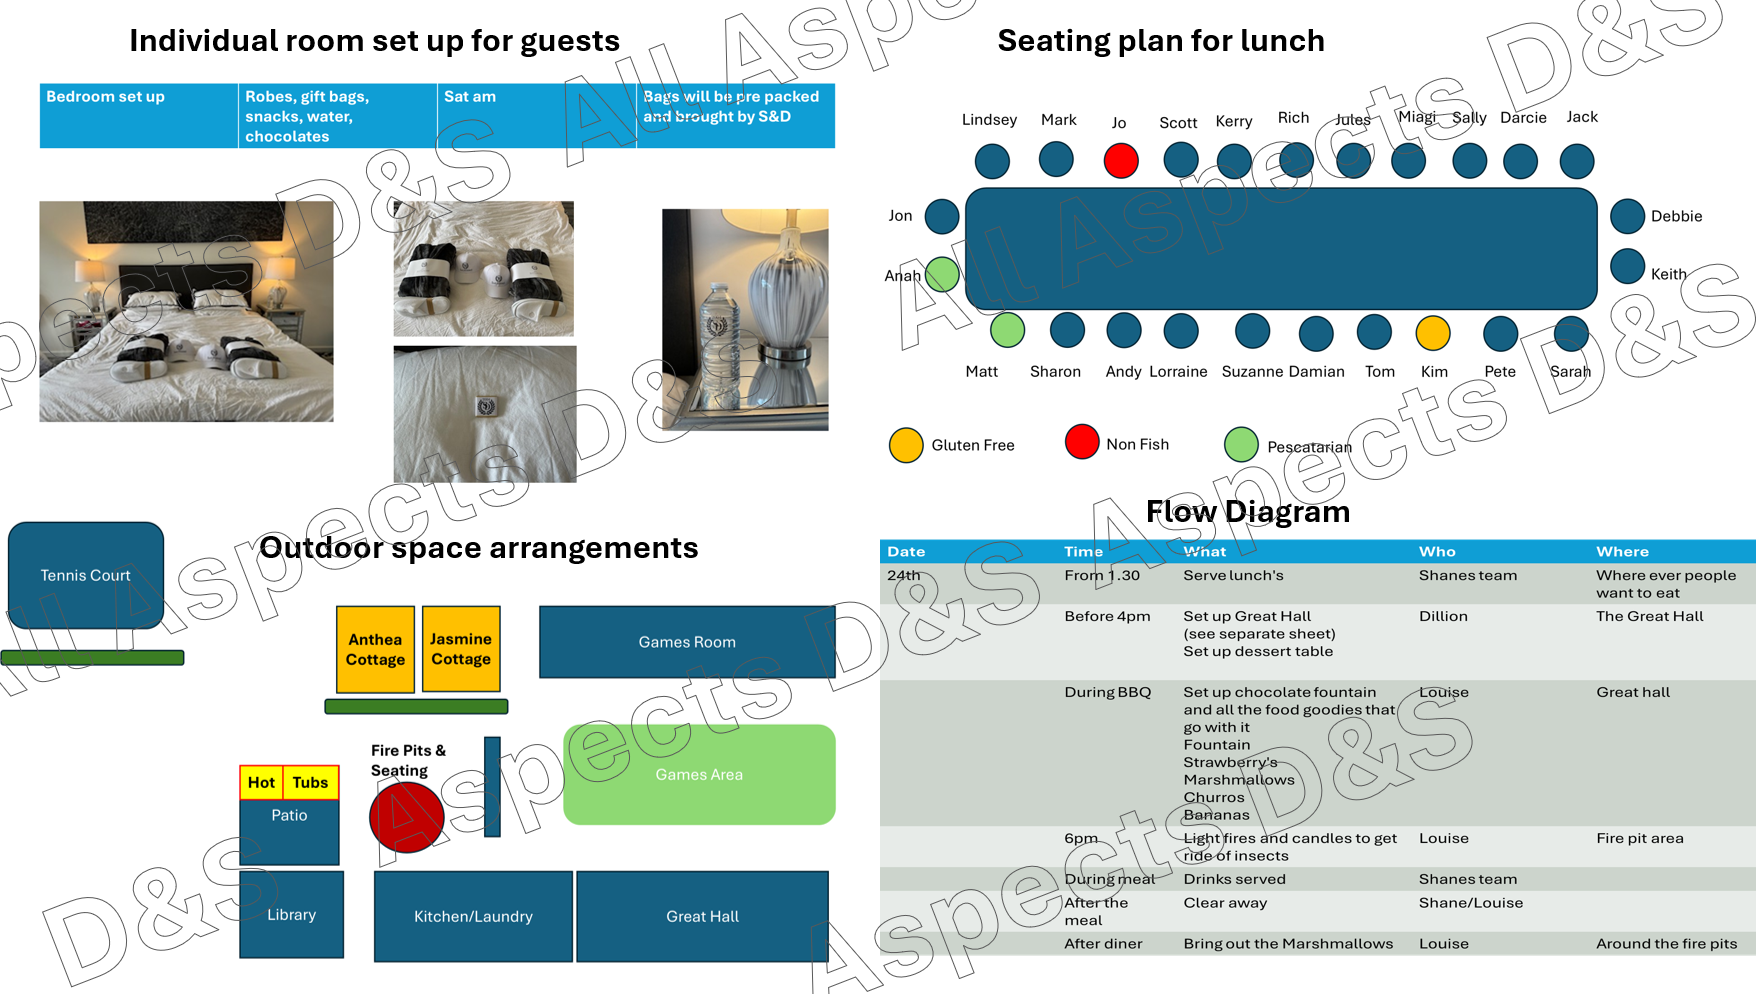 Individual room set up for guests
Bedroom set up
Robes, gift bags,
snacks, water,
chocolates
Sat am
Bags will be pre packed
and brought by S&D
Seating plan for lunch
Lindsey Mark Jo Scott Kerry Rich Jules Miagi Sally Darcie Jack
Jon
Debbie
Anah
Keith
Matt Sharon Andy Lorraine Suzanne Damian Tom Kim Pete Sarah
Gluten Free
Non Fish
Pescatarian
Outdoor space arrangements
Tennis Court
Anthea
Cottage
Jasmine
Cottage
Games Room
Fire Pits &
Seating
Games Area
Hot Tubs
Patio
Library
Kitchen/Laundry
Great Hall
Flow Diagram
Date Time What Who Where
24th From 1.30 Serve lunch's Shanes team Where ever people
want to eat
Before 4pm Set up Great Hall Dillion The Great Hall
(see separate sheet)
Set up dessert table
During BBQ Set up chocolate fountain Louise Great hall
and all the food goodies that
go with it
Fountain
Strawberry's
Marshmallows
Churros
Bananas
6pm Light fires and candles to get Louise Fire pit area
ride of insects
During meal Drinks served Shanes team
After the Clear away Shane/Louise
meal
After diner Bring out the Marshmallows Louise Around the fire pits
All Aspects D&S
All Aspects D&S
All Aspects D&S
Aspects D&S
Aspects D&S
D&S